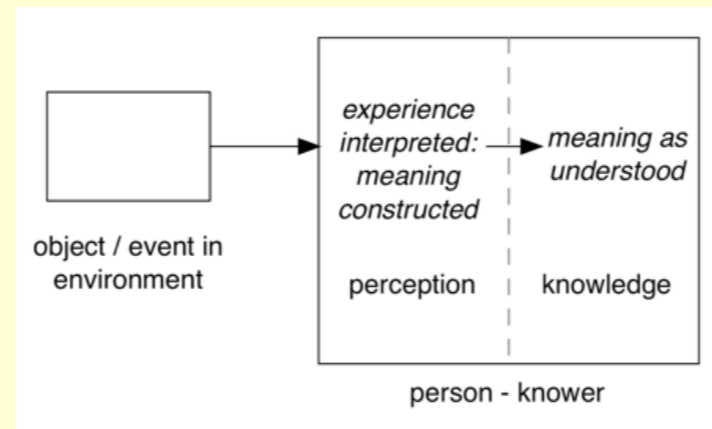 object / event in
environment
experience
interpreted:
meaning
constructed
perception
meaning as
understood
knowledge
person - knower